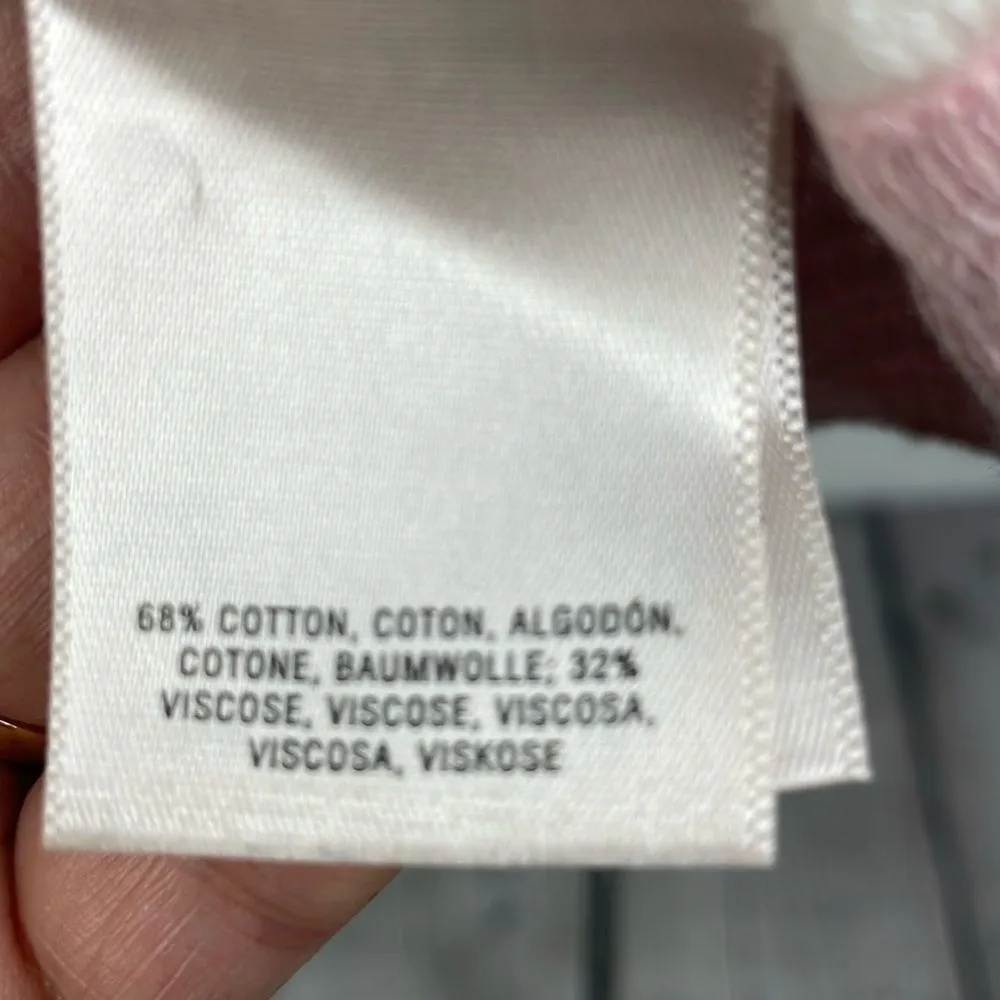 68% COTTON, COTON, ALGODÓN,
COTONE, BAUMWOLLE; 32%
VISCOSE, VISCOSE, VISCOSA,
VISCOSA, VISKOSE